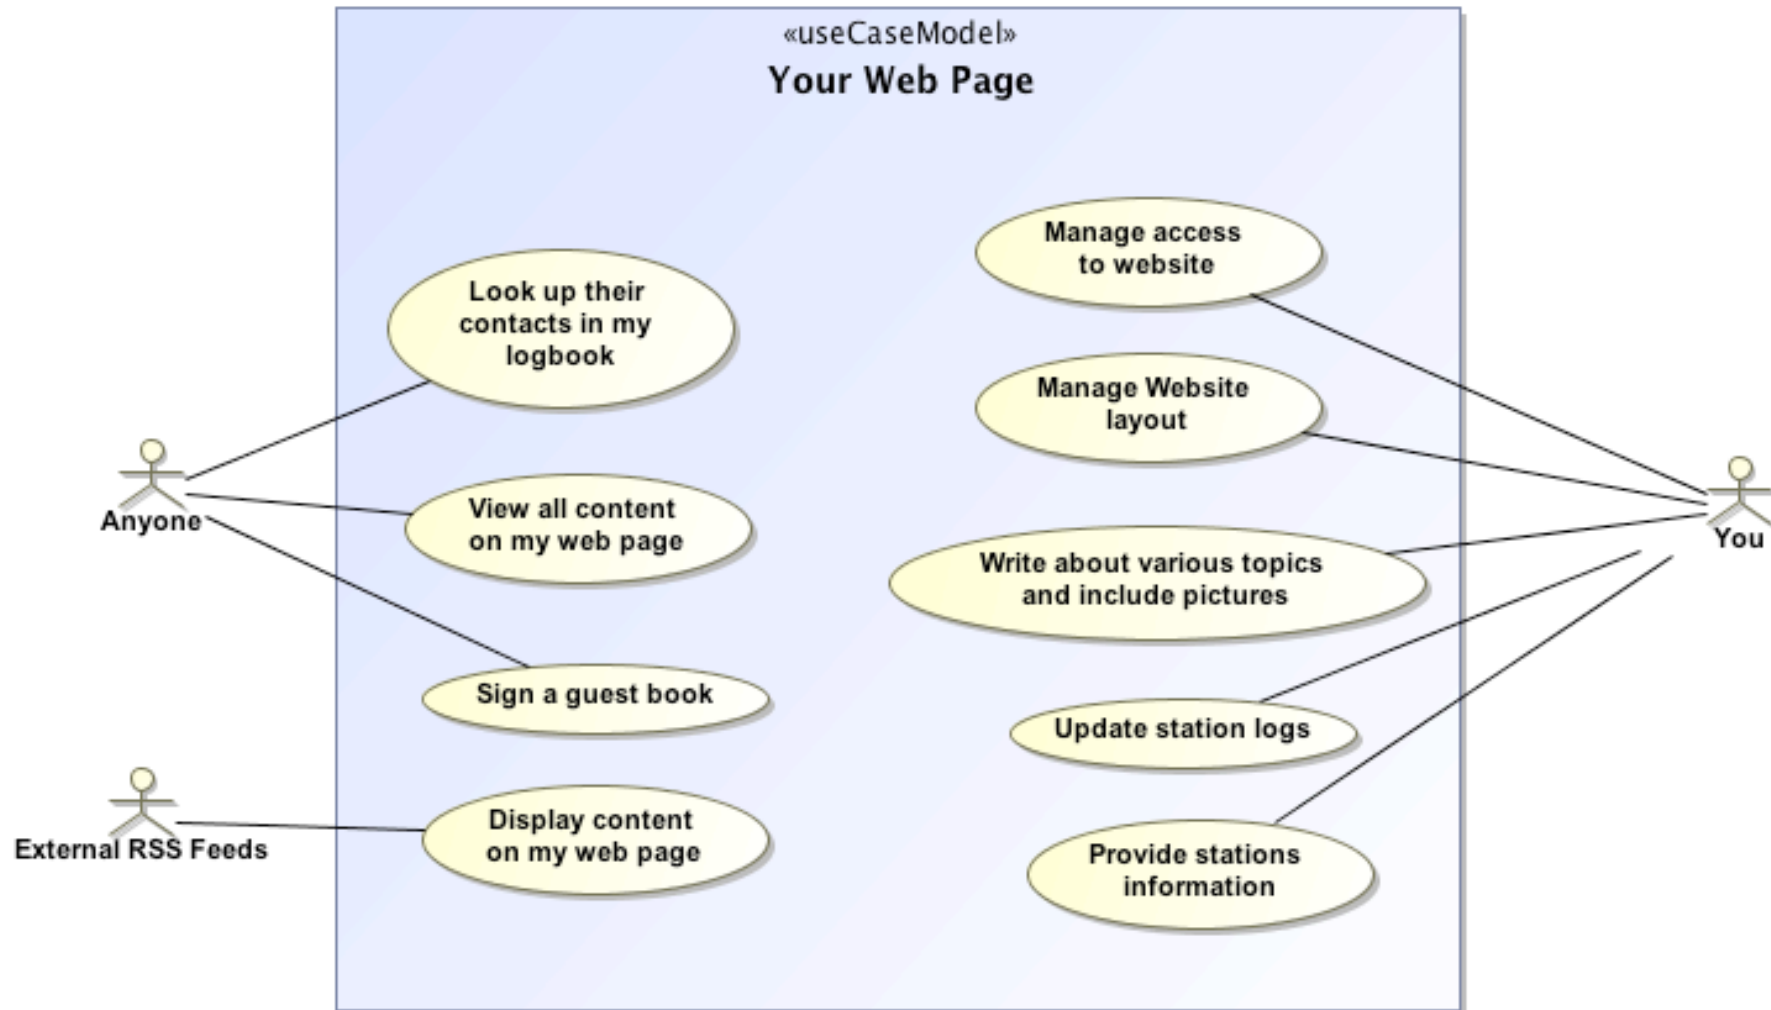 «useCaseModel»
Your Web Page
Manage access
to website
Look up their
contacts in my
logbook
Manage Website
layout
Anyone
View all content
on my web page
You
Write about various topics
and include pictures
Sign a guest book
Update station logs
External RSS Feeds
Display content
on my web page
Provide stations
information